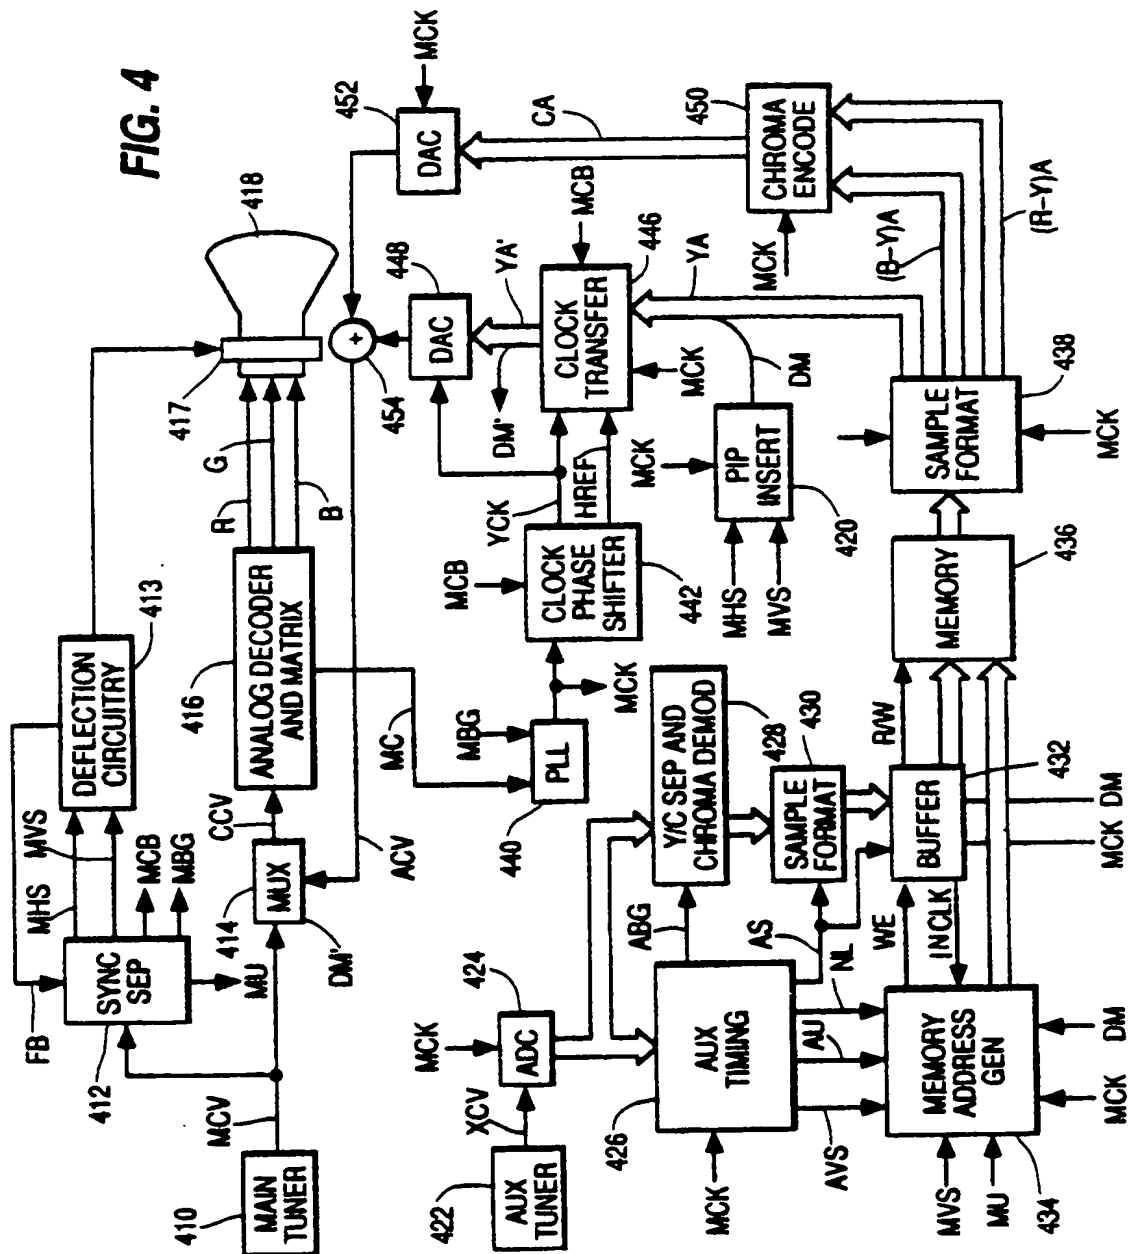 FIG. 4
MAIN
TUNER
410
MCV
412
SYNC
SEP
FB
MHS
MVS
MCB
MBG
MU
DEFLECTION
CIRCUITRY
413
414
MUX
DM'
CCV
ACV
416
ANALOG DECODER
AND MATRIX
MC
R
G
B
417
418
454
+
448
DAC
452
DAC
MCK
AUX
TUNER
422
XCV
424
ADC
MCK
440
PLL
MBG
MCK
CLOCK
PHASE
SHIFTER
442
MCB
YCK
HREF
CLOCK
TRANSFER
446
MCB
MCK
YA'
DM'
YA
DM
CA
CHROMA
ENCODE
450
MCK
PIP
INSERT
420
MCK
MHS
MVS
426
AUX
TIMING
MCK
ABG
AS
NL
AU
AVS
Y/C SEP AND
CHROMA DEMOD
428
SAMPLE
FORMAT
430
BUFFER
432
WE
INCLK
R/W
MCK
DM
MEMORY
ADDRESS
GEN
434
MVS
MU
MCK
DM
MEMORY
436
SAMPLE
FORMAT
438
MCK
(B-Y)A
(R-Y)A